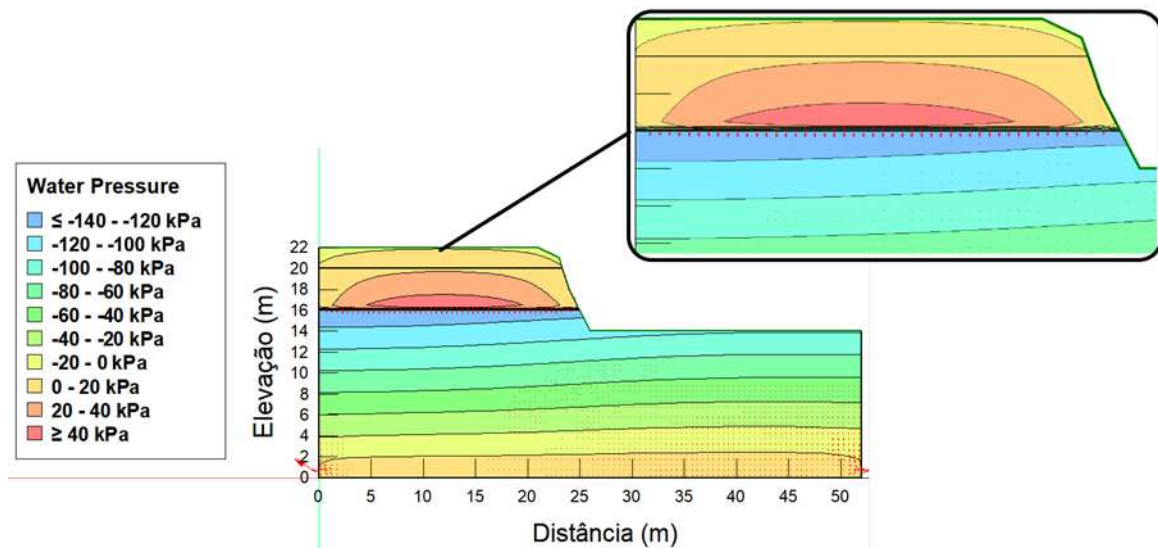 Water Pressure
≤ -140 - -120 kPa
-120 - -100 kPa
-100 - -80 kPa
-80 - -60 kPa
-60 - -40 kPa
-40 - -20 kPa
-20 - 0 kPa
0 - 20 kPa
20 - 40 kPa
≥ 40 kPa
Elevação (m)
22
20
18
16
14
12
10
8
6
4
2
0
0 5 10 15 20 25 30 35 40 45 50
Distância (m)